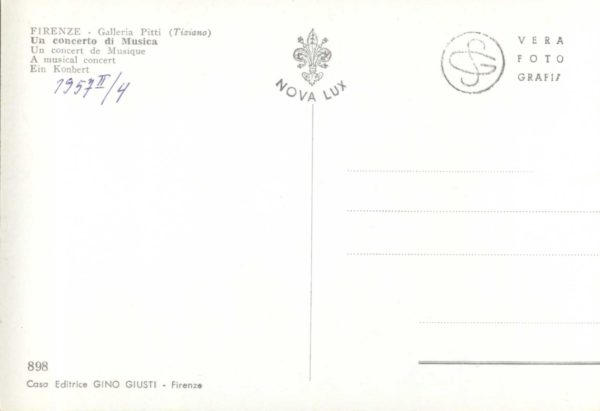 FIRENZE - Galleria Pitti (Tiziano)
Un concerto di Musica
Un concert de Musique
A musical concert
Ein Konbert
1957 II/4
NOVA LUX
SG
VERA
FOTO
GRAFIA
898
Casa Editrice GINO GIUSTI - Firenze